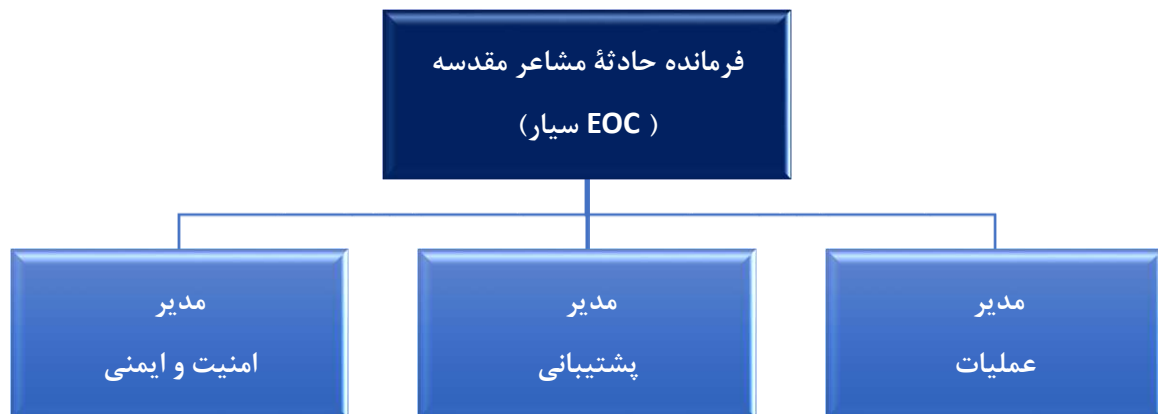 فرمانده حادثهٔ مشاعر مقدسه
( EOC سیار)
مدیر
عملیات
مدیر
پشتیبانی
مدیر
امنیت و ایمنی